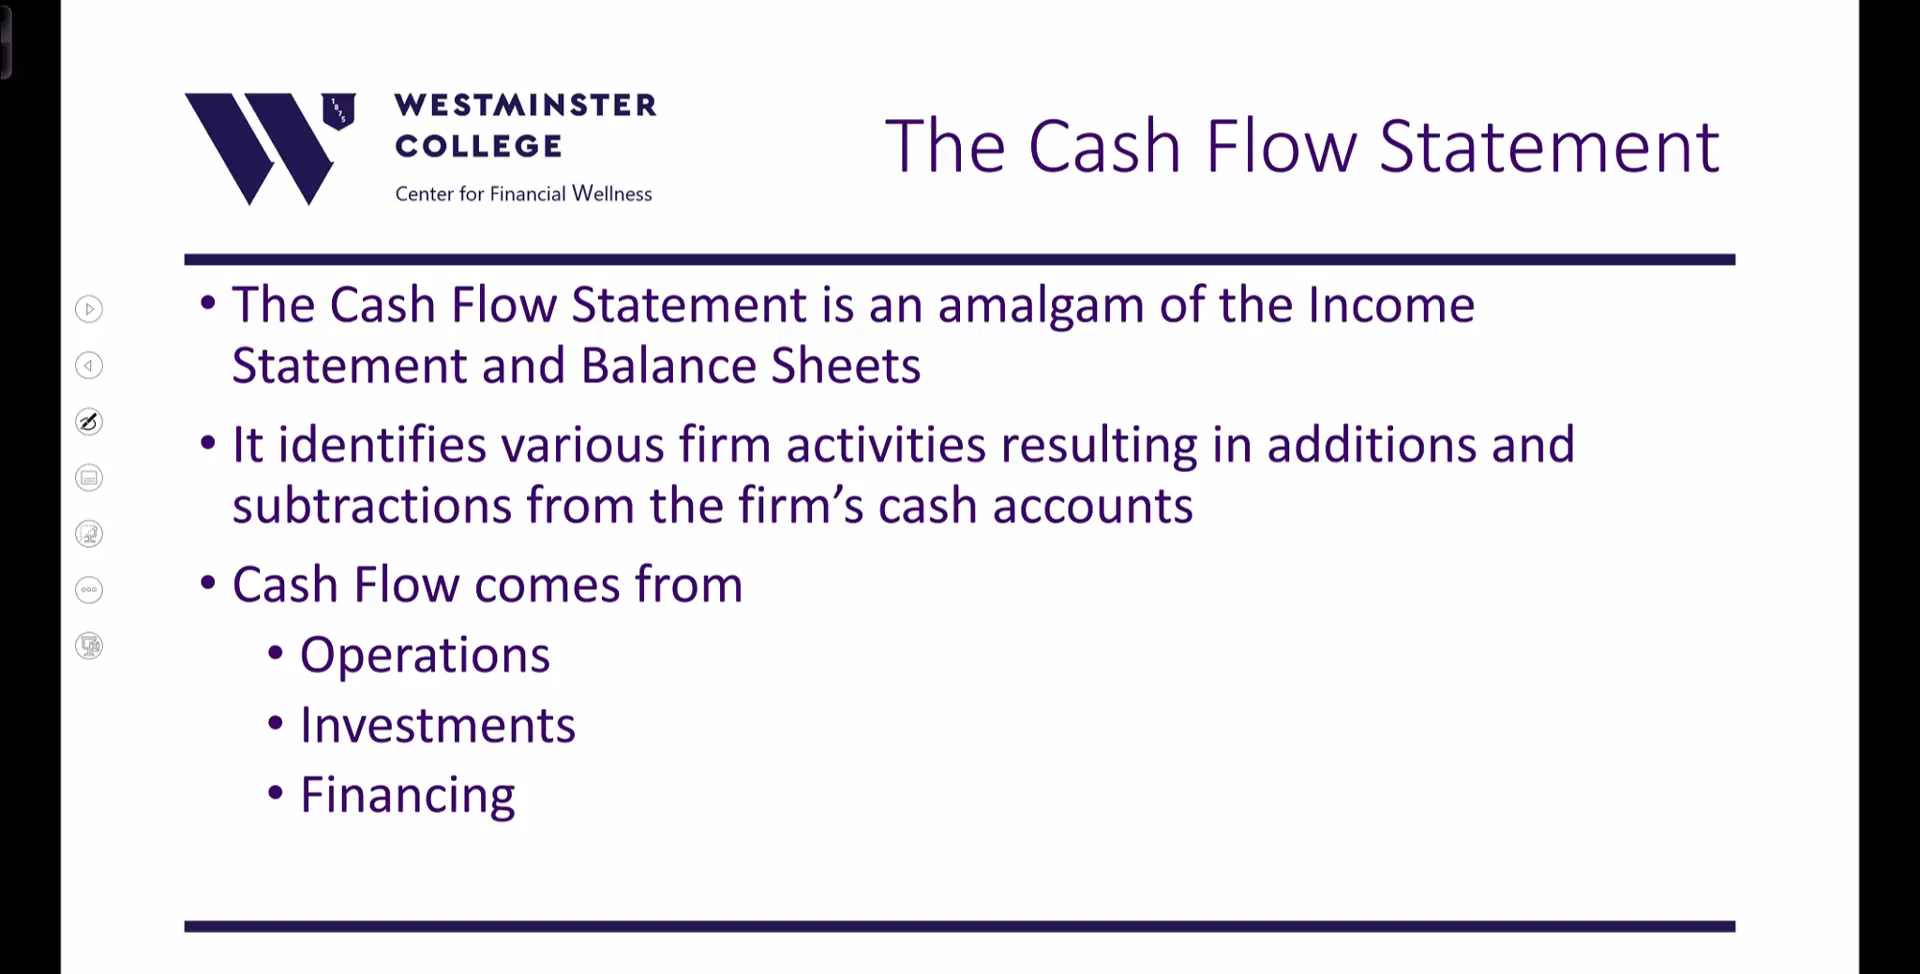 1875
WESTMINSTER
COLLEGE
Center for Financial Wellness
The Cash Flow Statement
• The Cash Flow Statement is an amalgam of the Income
Statement and Balance Sheets
• It identifies various firm activities resulting in additions and
subtractions from the firm’s cash accounts
• Cash Flow comes from
• Operations
• Investments
• Financing